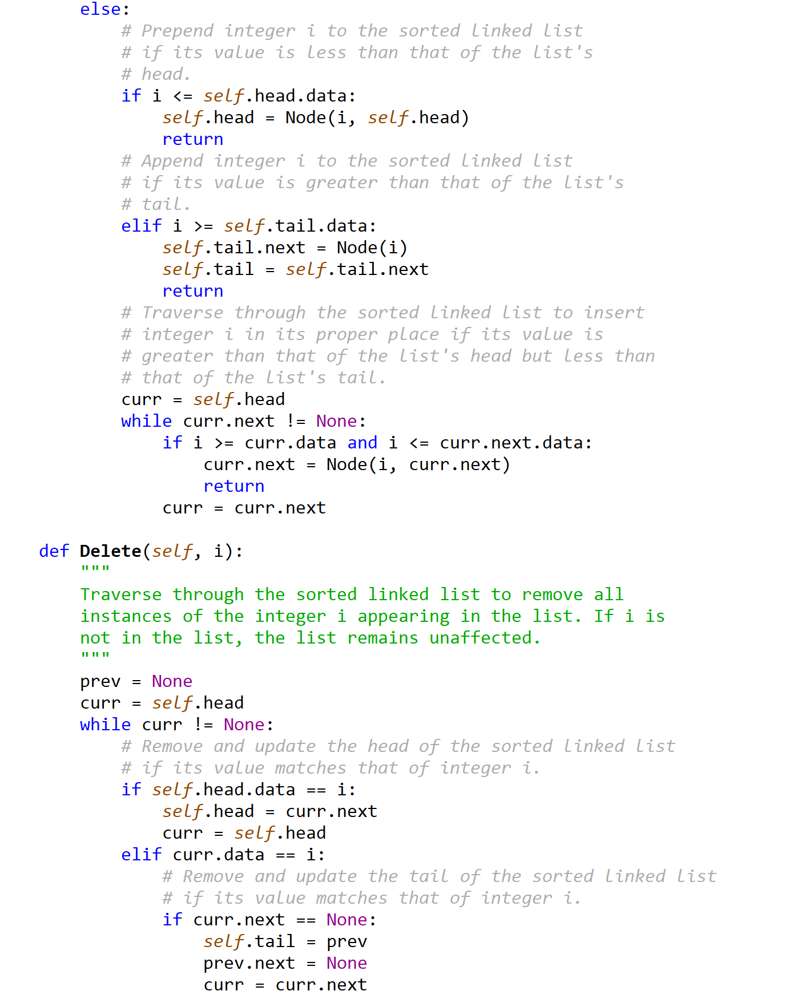 else:
        # Prepend integer i to the sorted linked list
        # if its value is less than that of the list's
        # head.
        if i <= self.head.data:
            self.head = Node(i, self.head)
            return
        # Append integer i to the sorted linked list
        # if its value is greater than that of the list's
        # tail.
        elif i >= self.tail.data:
            self.tail.next = Node(i)
            self.tail = self.tail.next
            return
        # Traverse through the sorted linked list to insert
        # integer i in its proper place if its value is
        # greater than that of the list's head but less than
        # that of the list's tail.
        curr = self.head
        while curr.next != None:
            if i >= curr.data and i <= curr.next.data:
                curr.next = Node(i, curr.next)
                return
            curr = curr.next

def Delete(self, i):
    """
    Traverse through the sorted linked list to remove all
    instances of the integer i appearing in the list. If i is
    not in the list, the list remains unaffected.
    """
    prev = None
    curr = self.head
    while curr != None:
        # Remove and update the head of the sorted linked list
        # if its value matches that of integer i.
        if self.head.data == i:
            self.head = curr.next
            curr = self.head
        elif curr.data == i:
            # Remove and update the tail of the sorted linked list
            # if its value matches that of integer i.
            if curr.next == None:
                self.tail = prev
                prev.next = None
                curr = curr.next